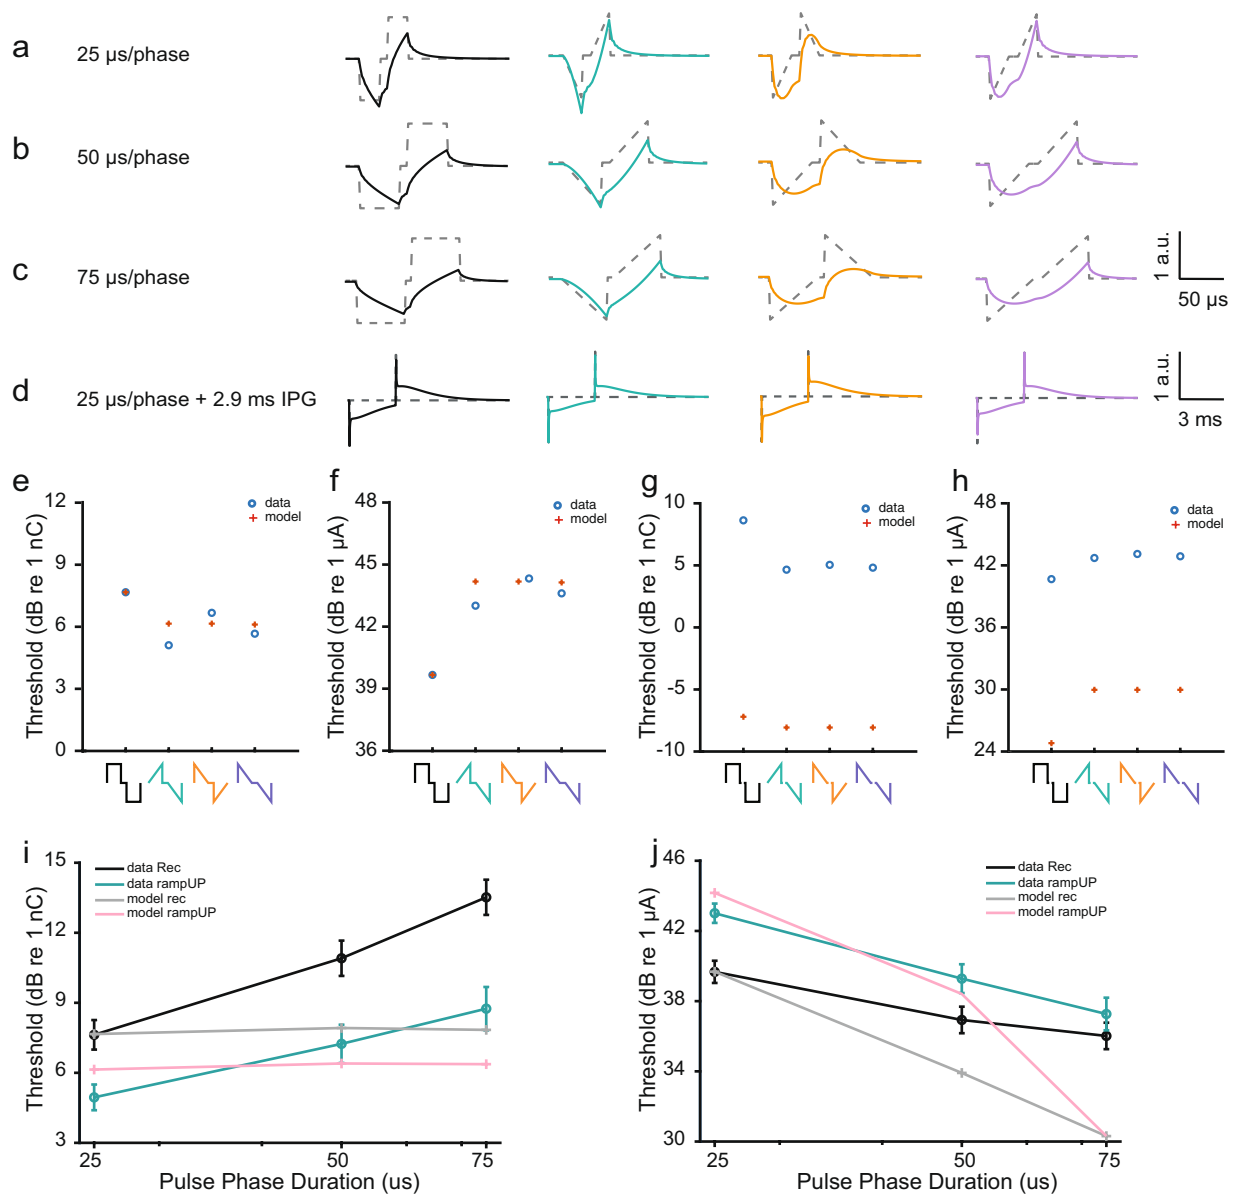 a 25 µs/phase
b 50 µs/phase
c 75 µs/phase
1 a.u.
50 µs
d 25 µs/phase + 2.9 ms IPG
1 a.u.
3 ms
e
Threshold (dB re 1 nC)
12
9
6
3
0
data
model
f
Threshold (dB re 1 µA)
48
45
42
39
36
data
model
g
Threshold (dB re 1 nC)
10
5
0
-5
-10
data
model
h
Threshold (dB re 1 µA)
48
42
36
30
24
data
model
i
Threshold (dB re 1 nC)
15
12
9
6
3
data Rec
data rampUP
model rec
model rampUP
25 50 75
Pulse Phase Duration (us)
j
Threshold (dB re 1 µA)
46
42
38
34
30
data Rec
data rampUP
model rec
model rampUP
25 50 75
Pulse Phase Duration (us)